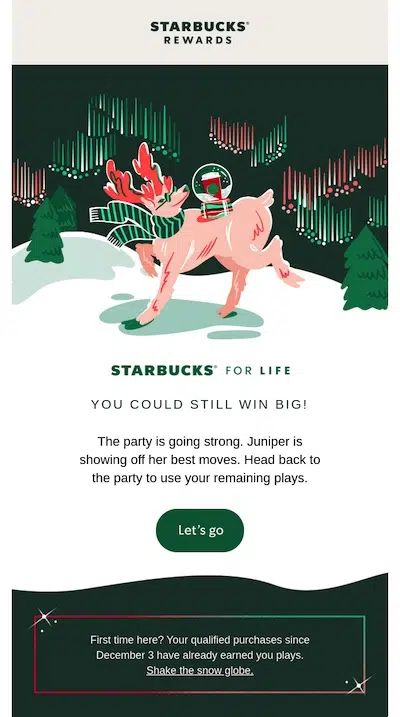 STARBUCKS®
REWARDS
STARBUCKS® FOR LIFE
YOU COULD STILL WIN BIG!
The party is going strong. Juniper is
showing off her best moves. Head back to
the party to use your remaining plays.
Let's go
First time here? Your qualified purchases since
December 3 have already earned you plays.
Shake the snow globe.